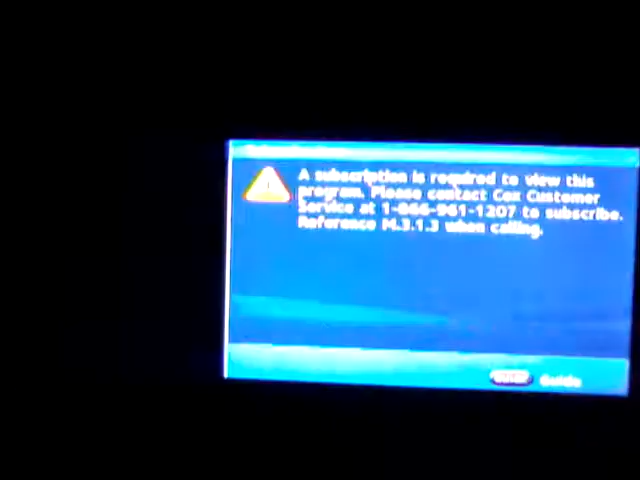 A subscription is required to view this
program. Please contact Cox Customer
Service at 1-866-961-1207 to subscribe.
Reference M.3.1.3 when calling.
Guide